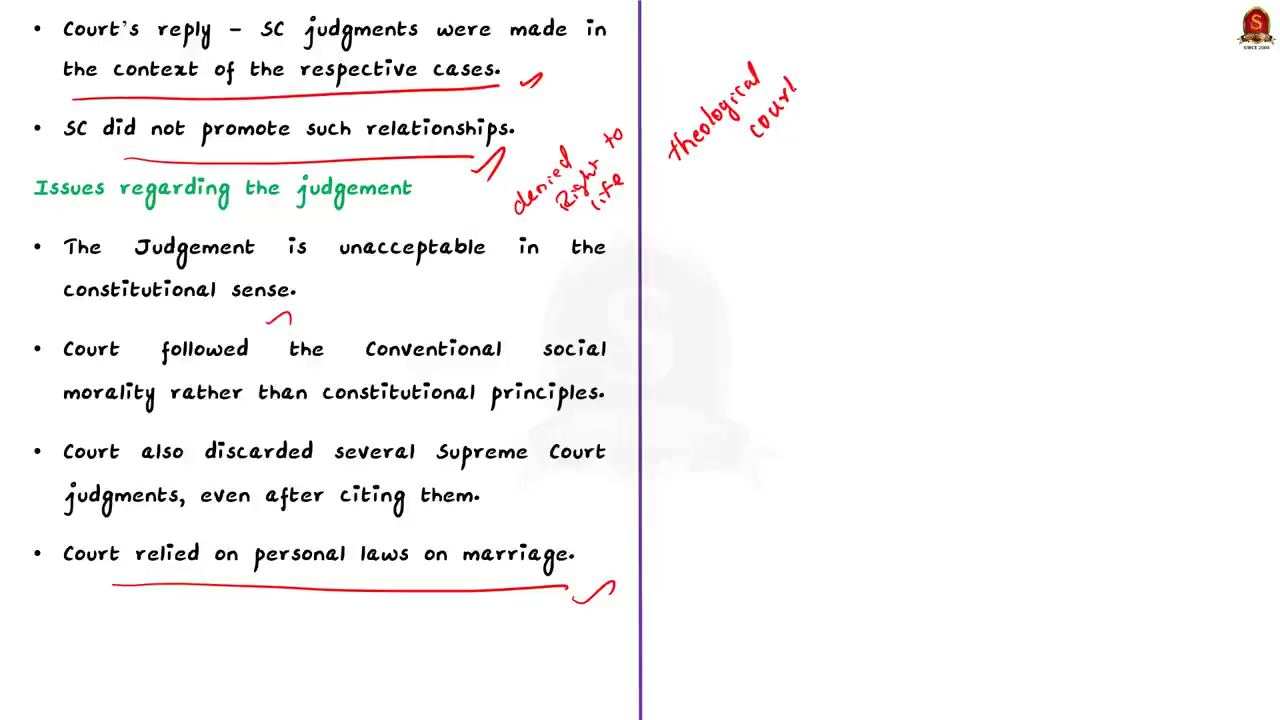 • Court's reply – SC judgments were made in
the context of the respective cases.
• SC did not promote such relationships.
denied
Right to
life
Issues regarding the judgement
• The Judgement is unacceptable in the
constitutional sense.
• Court followed the Conventional social
morality rather than constitutional principles.
• Court also discarded several Supreme Court
judgments, even after citing them.
• Court relied on personal laws on marriage.
theological
court
S
SINCE 2004